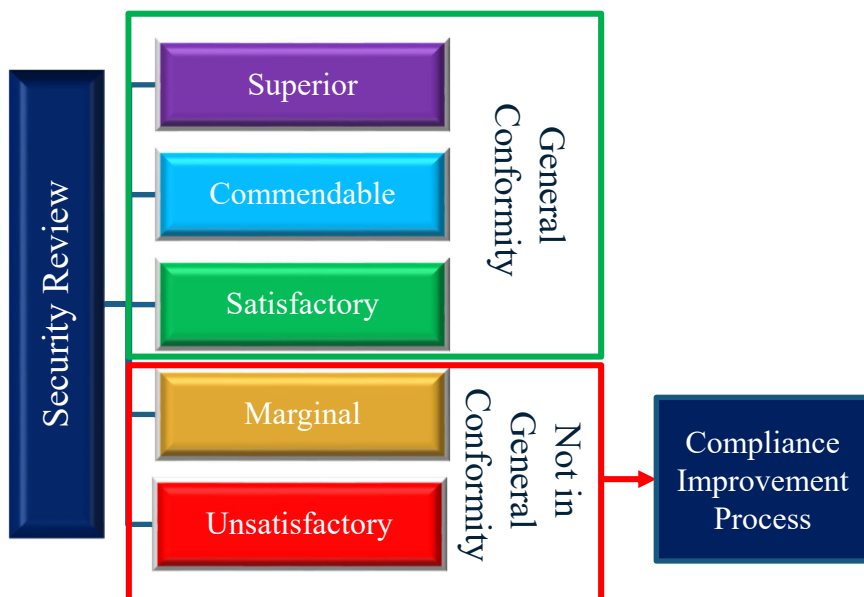 Security Review
Superior
Commendable
Satisfactory
General
Conformity
Marginal
Unsatisfactory
Not in
General
Conformity
Compliance
Improvement
Process